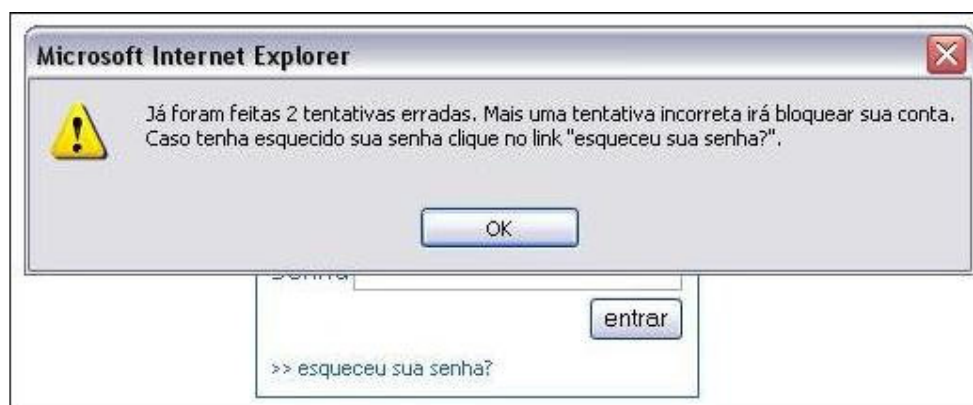 Microsoft Internet Explorer
Já foram feitas 2 tentativas erradas. Mais uma tentativa incorreta irá bloquear sua conta.
Caso tenha esquecido sua senha clique no link "esqueceu sua senha?".
OK
entrar
>> esqueceu sua senha?